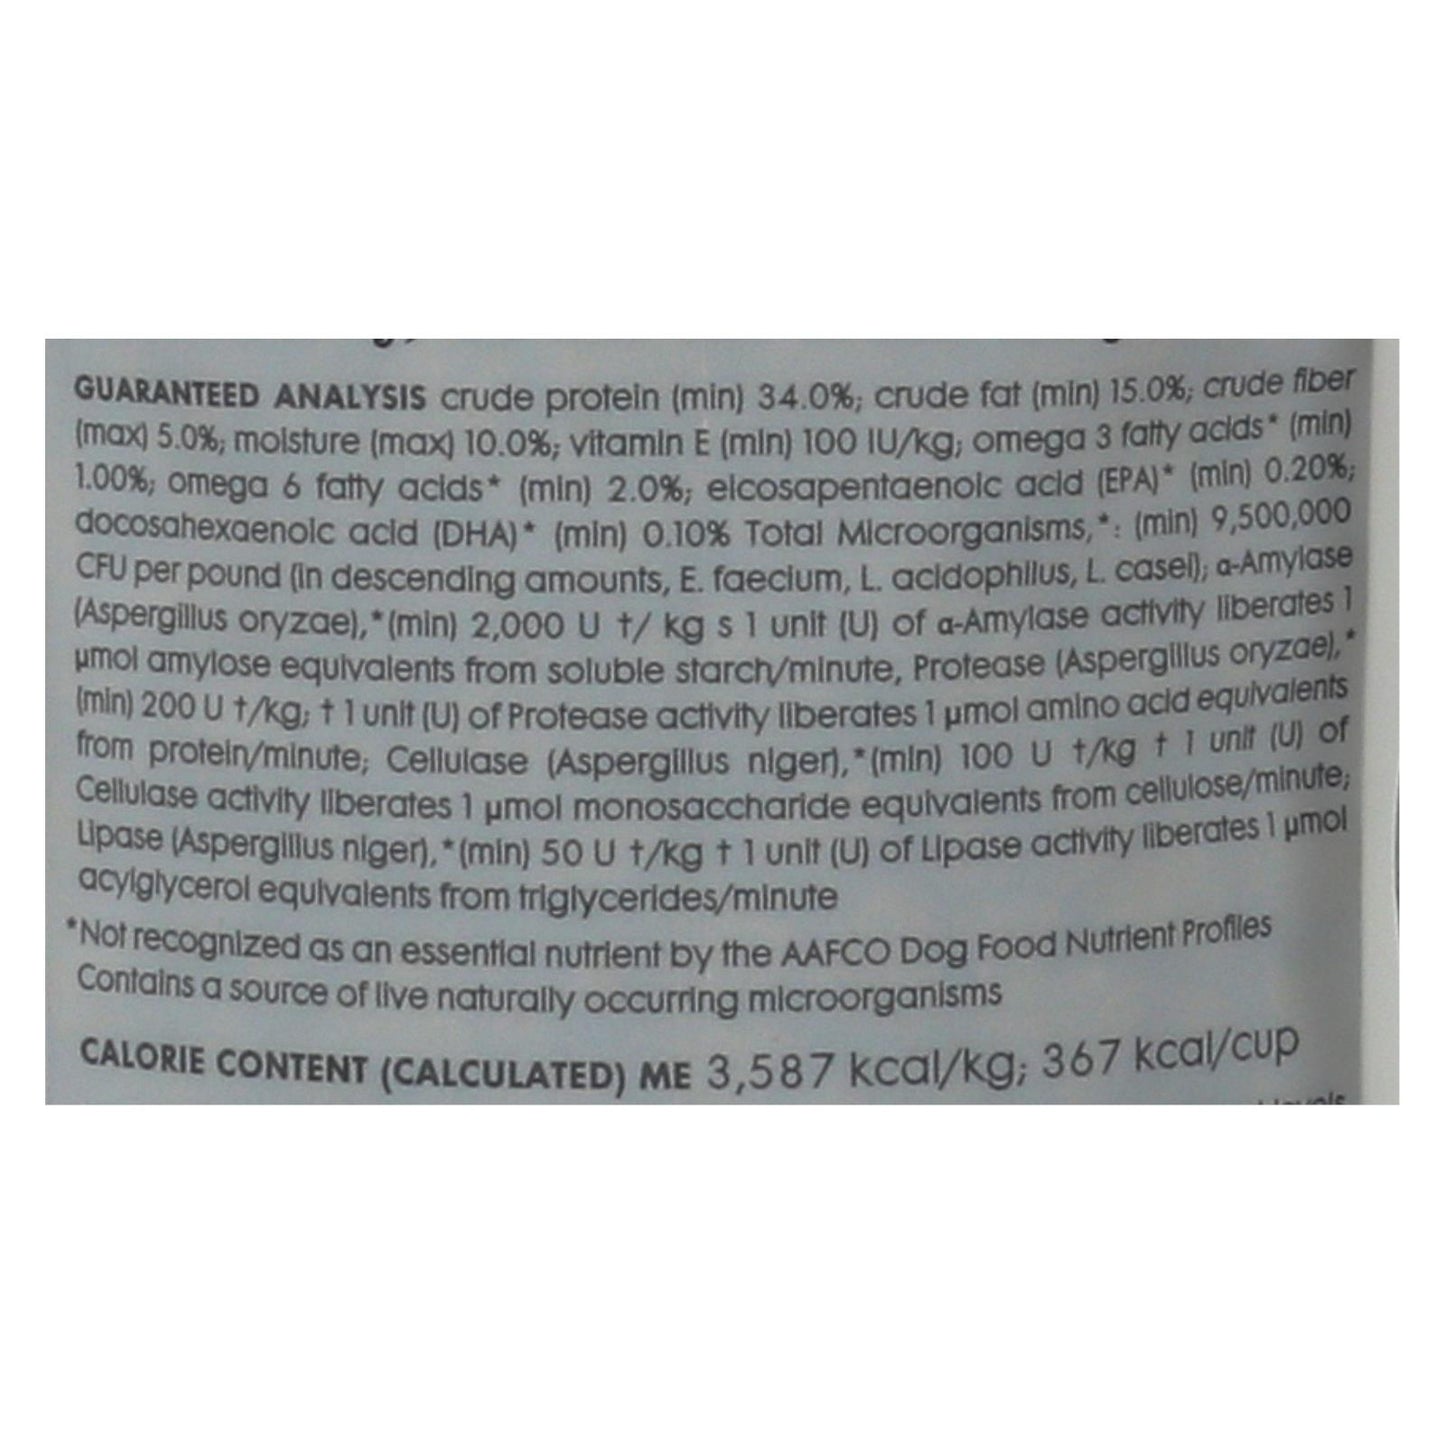 GUARANTEED ANALYSIS crude protein (min) 34.0%; crude fat (min) 15.0%; crude fiber
(max) 5.0%; moisture (max) 10.0%; vitamin E (min) 100 IU/kg; omega 3 fatty acids* (min)
1.00%; omega 6 fatty acids* (min) 2.0%; eicosapentaenoic acid (EPA)* (min) 0.20%;
docosahexaenoic acid (DHA)* (min) 0.10% Total Microorganisms,*: (min) 9,500,000
CFU per pound (in descending amounts, E. faecium, L. acidophilus, L. casei); α-Amylase
(Aspergillus oryzae),*(min) 2,000 U †/ kg s 1 unit (U) of α-Amylase activity liberates 1
µmol amylose equivalents from soluble starch/minute, Protease (Aspergillus oryzae),*
(min) 200 U †/kg; † 1 unit (U) of Protease activity liberates 1 µmol amino acid equivalents
from protein/minute; Cellulase (Aspergillus niger),*(min) 100 U †/kg † 1 unit (U) of
Cellulase activity liberates 1 µmol monosaccharide equivalents from cellulose/minute;
Lipase (Aspergillus niger),*(min) 50 U †/kg † 1 unit (U) of Lipase activity liberates 1 µmol
acylglycerol equivalents from triglycerides/minute
*Not recognized as an essential nutrient by the AAFCO Dog Food Nutrient Profiles
Contains a source of live naturally occurring microorganisms
CALORIE CONTENT (CALCULATED) ME 3,587 kcal/kg; 367 kcal/cup